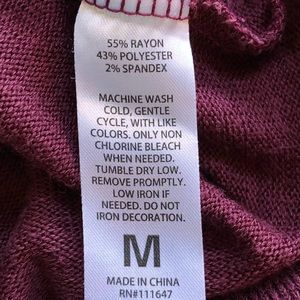 55% RAYON
43% POLYESTER
2% SPANDEX
MACHINE WASH
COLD, GENTLE
CYCLE, WITH LIKE
COLORS. ONLY NON
CHLORINE BLEACH
WHEN NEEDED.
TUMBLE DRY LOW.
REMOVE PROMPTLY.
LOW IRON IF
NEEDED. DO NOT
IRON DECORATION.
M
MADE IN CHINA
RN#111647